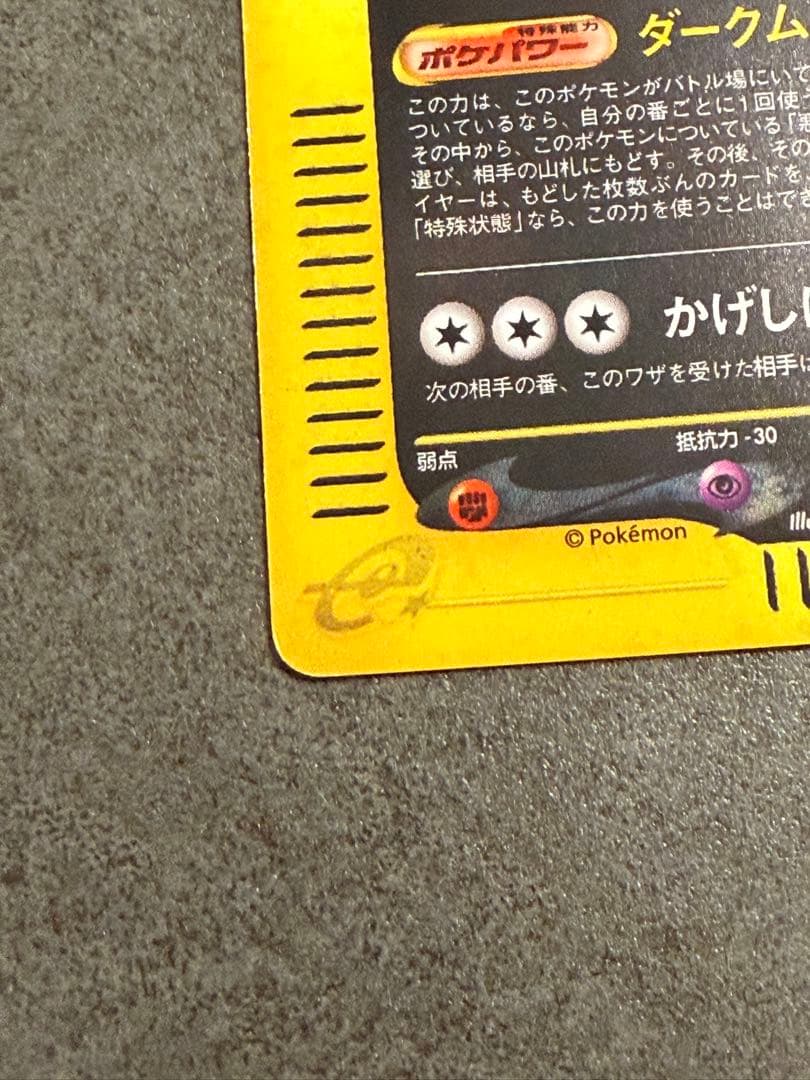 特殊能力
ポケパワー ダークム
この力は、このポケモンがバトル場にいて
ついているなら、自分の番ごとに1回使
その中から、このポケモンについている「悪
選び、相手の山札にもどす。その後、その
イヤーは、もどした枚数ぶんのカードを
「特殊状態」なら、この力を使うことはでき
かげしば
次の相手の番、このワザを受けた相手は
弱点 抵抗力 -30
© Pokémon
Ill